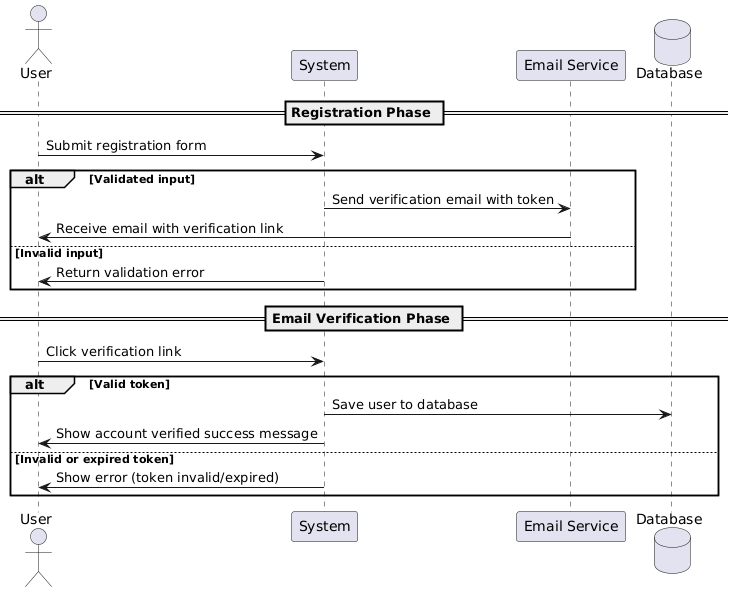 User
System
Email Service
Database
Registration Phase
Submit registration form
alt [Validated input]
Send verification email with token
Receive email with verification link
[Invalid input]
Return validation error
Email Verification Phase
Click verification link
alt [Valid token]
Save user to database
Show account verified success message
[Invalid or expired token]
Show error (token invalid/expired)
User
System
Email Service
Database